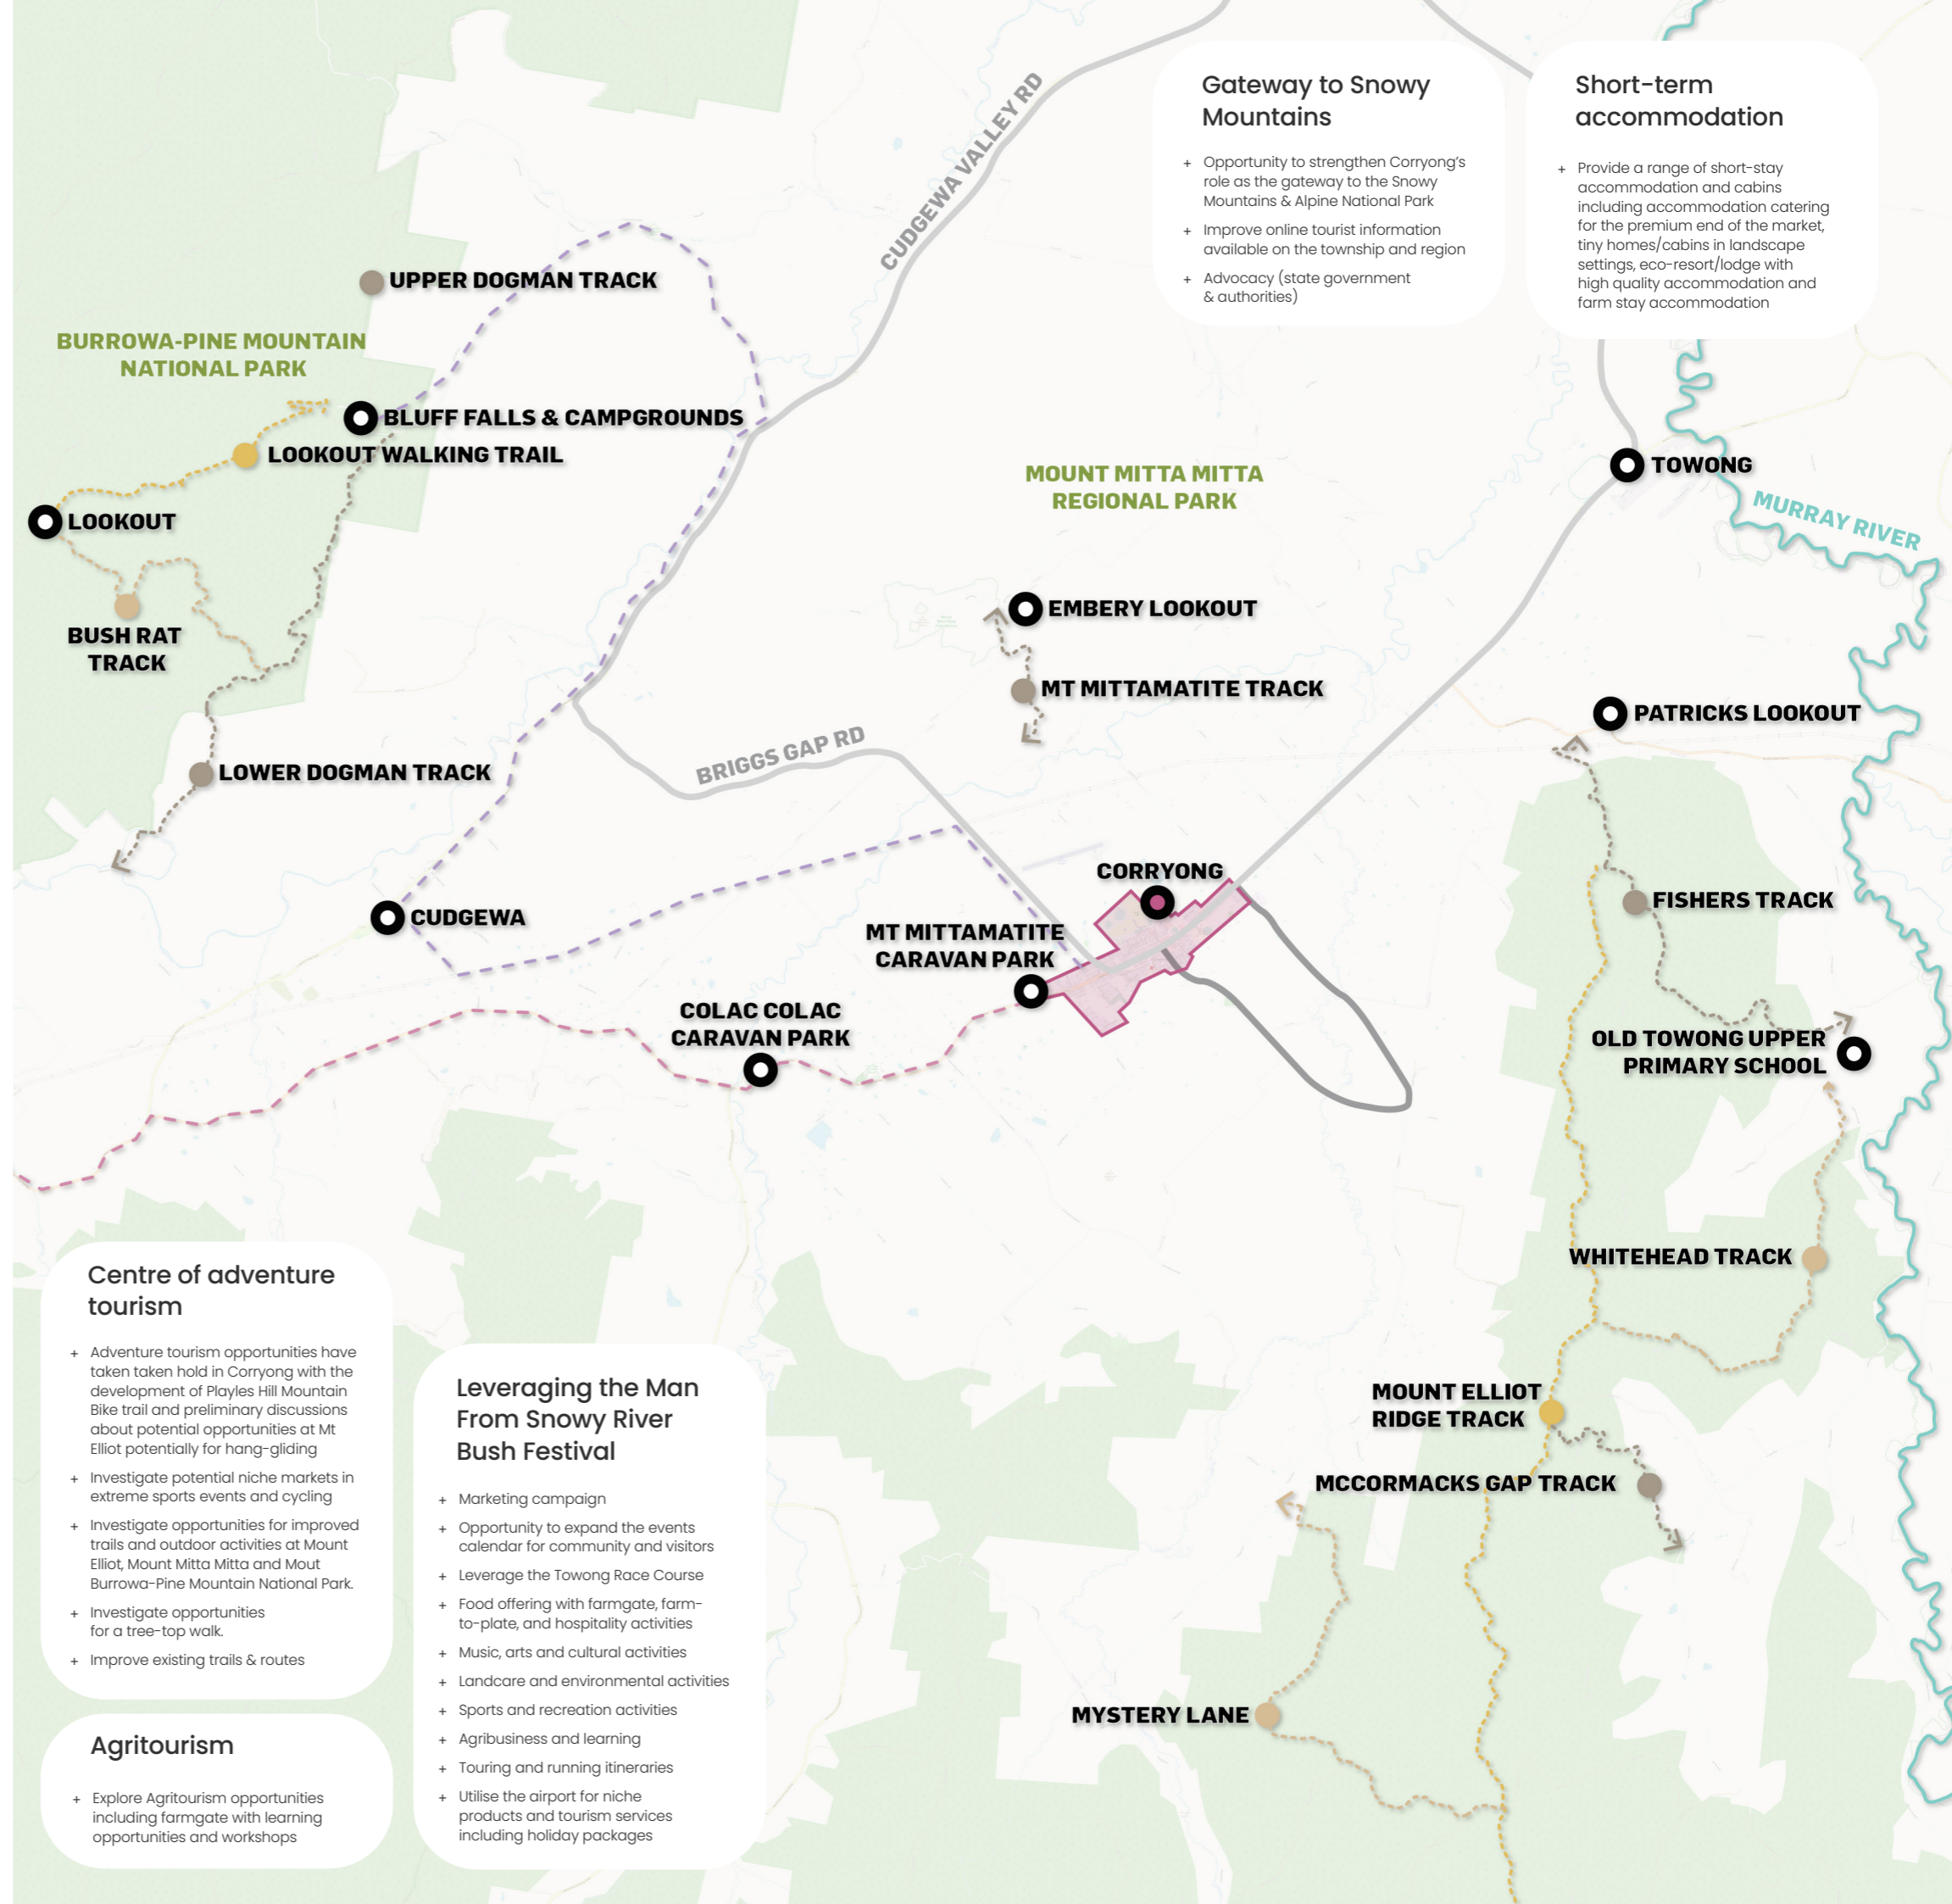 Gateway to Snowy
Mountains
+ Opportunity to strengthen Corryong's
role as the gateway to the Snowy
Mountains & Alpine National Park
+ Improve online tourist information
available on the township and region
+ Advocacy (state government
& authorities)
Short-term
accommodation
+ Provide a range of short-stay
accommodation and cabins
including accommodation catering
for the premium end of the market,
tiny homes/cabins in landscape
settings, eco-resort/lodge with
high quality accommodation and
farm stay accommodation
CUDGEWA VALLEY RD
UPPER DOGMAN TRACK
BURROWA-PINE MOUNTAIN
NATIONAL PARK
BLUFF FALLS & CAMPGROUNDS
LOOKOUT WALKING TRAIL
LOOKOUT
BUSH RAT
TRACK
LOWER DOGMAN TRACK
MOUNT MITTA MITTA
REGIONAL PARK
TOWONG
MURRAY RIVER
EMBERY LOOKOUT
MT MITTAMATITE TRACK
PATRICKS LOOKOUT
BRIGGS GAP RD
CORRYONG
CUDGEWA
MT MITTAMATITE
CARAVAN PARK
COLAC COLAC
CARAVAN PARK
FISHERS TRACK
OLD TOWONG UPPER
PRIMARY SCHOOL
WHITEHEAD TRACK
MOUNT ELLIOT
RIDGE TRACK
MCCORMACKS GAP TRACK
MYSTERY LANE
Centre of adventure
tourism
+ Adventure tourism opportunities have
taken taken hold in Corryong with the
development of Playles Hill Mountain
Bike trail and preliminary discussions
about potential opportunities at Mt
Elliot potentially for hang-gliding
+ Investigate potential niche markets in
extreme sports events and cycling
+ Investigate opportunities for improved
trails and outdoor activities at Mount
Elliot, Mount Mitta Mitta and Mout
Burrowa-Pine Mountain National Park.
+ Investigate opportunities
for a tree-top walk.
+ Improve existing trails & routes
Agritourism
+ Explore Agritourism opportunities
including farmgate with learning
opportunities and workshops
Leveraging the Man
From Snowy River
Bush Festival
+ Marketing campaign
+ Opportunity to expand the events
calendar for community and visitors
+ Leverage the Towong Race Course
+ Food offering with farmgate, farm-
to-plate, and hospitality activities
+ Music, arts and cultural activities
+ Landcare and environmental activities
+ Sports and recreation activities
+ Agribusiness and learning
+ Touring and running itineraries
+ Utilise the airport for niche
products and tourism services
including holiday packages